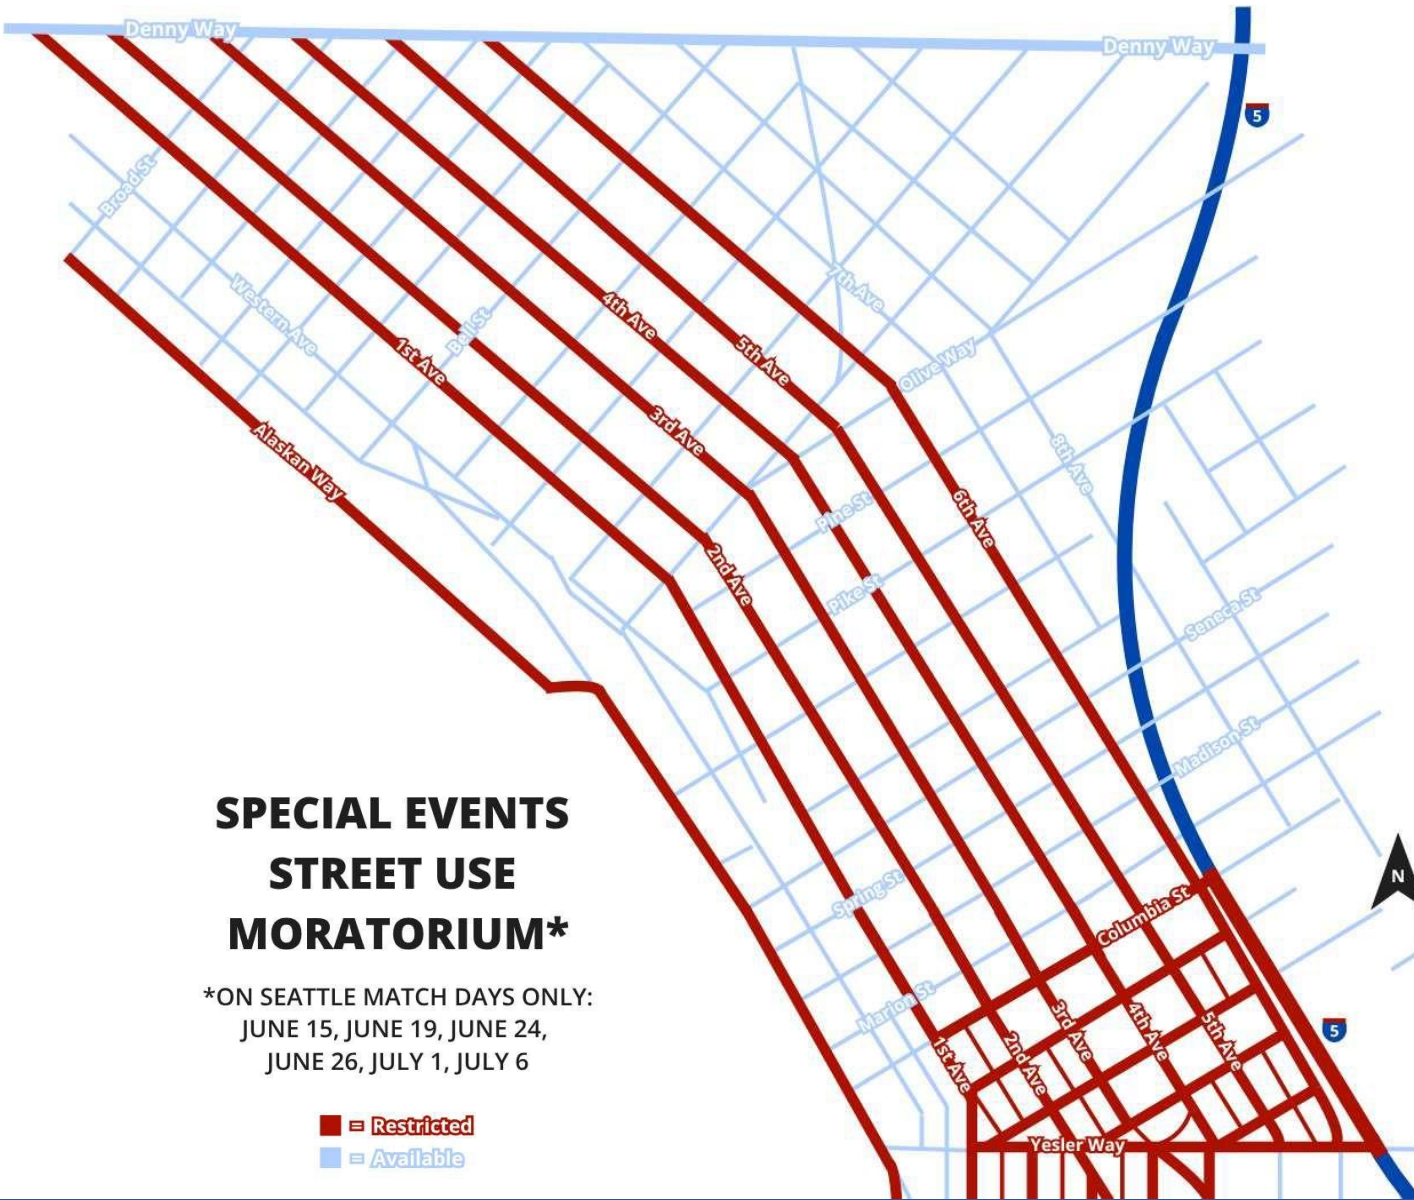 Denny Way
Denny Way
5
Broad St
Western Ave
Bell St
7th Ave
4th Ave
5th Ave
Olive Way
1st Ave
3rd Ave
Alaskan Way
8th Ave
6th Ave
Pine St
2nd Ave
Pike St
Seneca St
Madison St
SPECIAL EVENTS
STREET USE
MORATORIUM*
*ON SEATTLE MATCH DAYS ONLY:
JUNE 15, JUNE 19, JUNE 24,
JUNE 26, JULY 1, JULY 6
= Restricted
= Available
N
Spring St
Columbia St
Marion St
1st Ave
2nd Ave
3rd Ave
4th Ave
5th Ave
5
Yesler Way